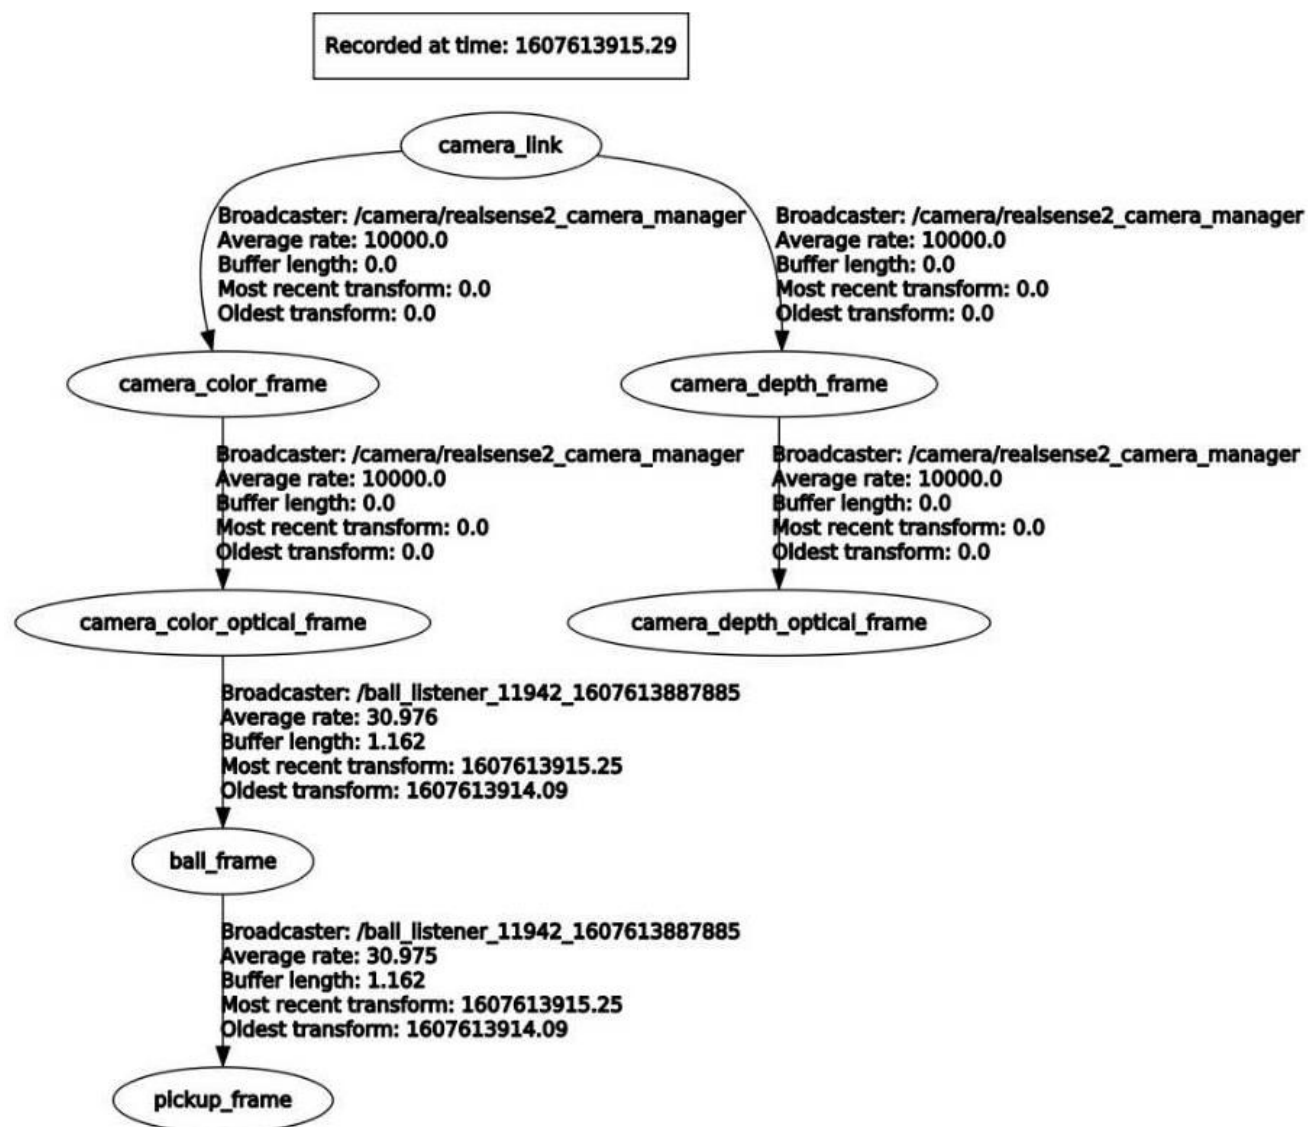 Recorded at time: 1607613915.29
camera_link
Broadcaster: /camera/realsense2_camera_manager
Average rate: 10000.0
Buffer length: 0.0
Most recent transform: 0.0
Oldest transform: 0.0
Broadcaster: /camera/realsense2_camera_manager
Average rate: 10000.0
Buffer length: 0.0
Most recent transform: 0.0
Oldest transform: 0.0
camera_color_frame
camera_depth_frame
Broadcaster: /camera/realsense2_camera_manager
Average rate: 10000.0
Buffer length: 0.0
Most recent transform: 0.0
Oldest transform: 0.0
Broadcaster: /camera/realsense2_camera_manager
Average rate: 10000.0
Buffer length: 0.0
Most recent transform: 0.0
Oldest transform: 0.0
camera_color_optical_frame
camera_depth_optical_frame
Broadcaster: /ball_listener_11942_1607613887885
Average rate: 30.976
Buffer length: 1.162
Most recent transform: 1607613915.25
Oldest transform: 1607613914.09
ball_frame
Broadcaster: /ball_listener_11942_1607613887885
Average rate: 30.975
Buffer length: 1.162
Most recent transform: 1607613915.25
Oldest transform: 1607613914.09
pickup_frame